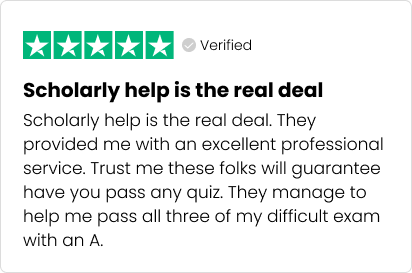 Verified
Scholarly help is the real deal
Scholarly help is the real deal. They
provided me with an excellent professional
service. Trust me these folks will guarantee
have you pass any quiz. They manage to
help me pass all three of my difficult exam
with an A.